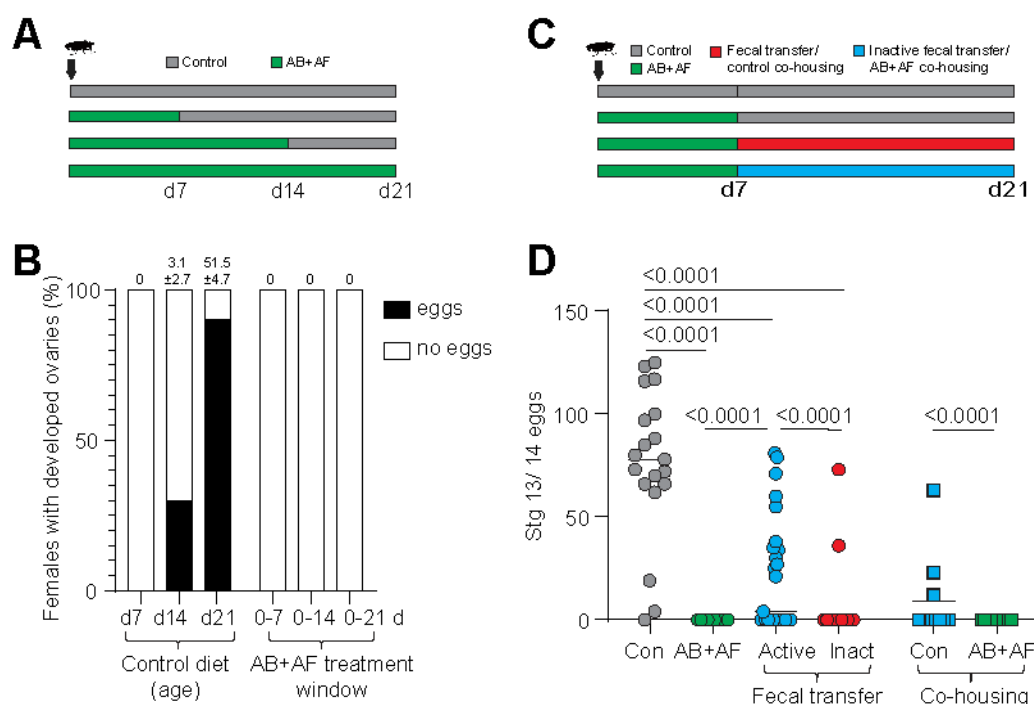 A
Control
AB+AF
d7
d14
d21
C
Control
AB+AF
Fecal transfer/
control co-housing
Inactive fecal transfer/
AB+AF co-housing
d7
d21
B
Females with developed ovaries (%)
0
3.1
±2.7
51.5
±4.7
0
0
0
100
50
0
eggs
no eggs
d7
d14
d21
0-7
0-14
0-21
d
Control diet
(age)
AB+AF treatment
window
D
Stg 13/ 14 eggs
<0.0001
<0.0001
<0.0001
<0.0001
<0.0001
<0.0001
150
100
50
0
Con
AB+AF
Active
Inact
Con
AB+AF
Fecal transfer
Co-housing